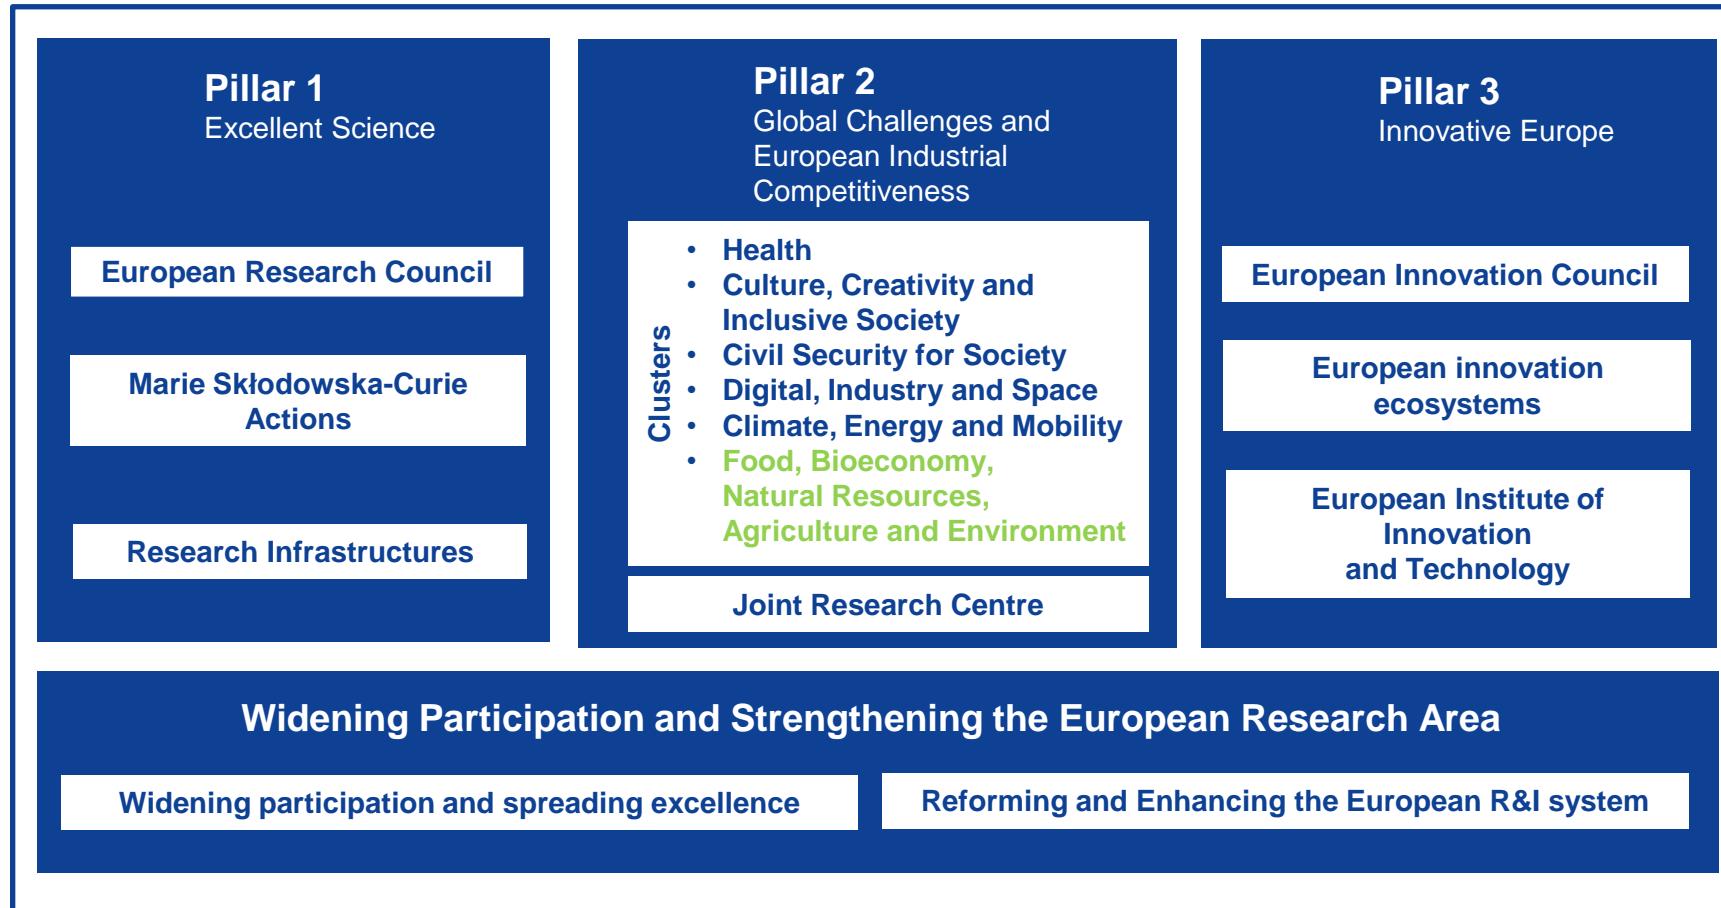 Pillar 1
Excellent Science
European Research Council
Marie Skłodowska-Curie
Actions
Research Infrastructures
Pillar 2
Global Challenges and
European Industrial
Competitiveness
Clusters
• Health
• Culture, Creativity and
Inclusive Society
• Civil Security for Society
• Digital, Industry and Space
• Climate, Energy and Mobility
• Food, Bioeconomy,
Natural Resources,
Agriculture and Environment
Joint Research Centre
Pillar 3
Innovative Europe
European Innovation Council
European innovation
ecosystems
European Institute of
Innovation
and Technology
Widening Participation and Strengthening the European Research Area
Widening participation and spreading excellence
Reforming and Enhancing the European R&I system